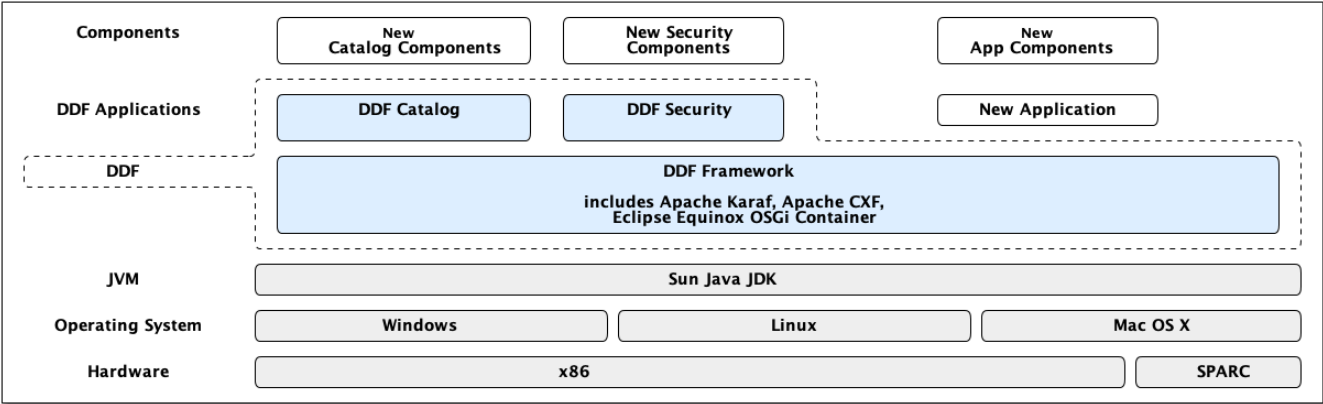 Components
New
Catalog Components
New Security
Components
New
App Components
DDF Applications
DDF Catalog
DDF Security
New Application
DDF
DDF Framework
includes Apache Karaf, Apache CXF,
Eclipse Equinox OSGi Container
JVM
Sun Java JDK
Operating System
Windows
Linux
Mac OS X
Hardware
x86
SPARC